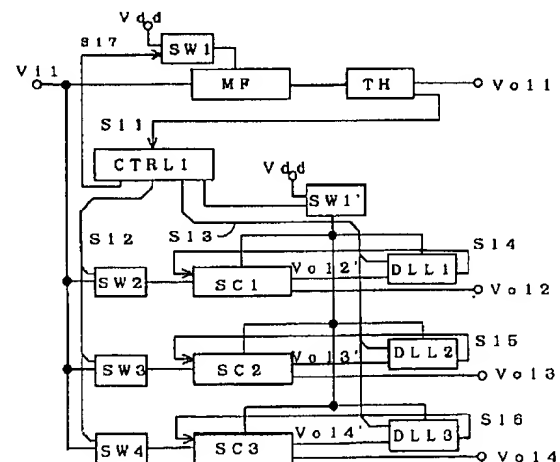 Vdd
S17
SW1
Vi1
MF
TH
Vo11
S11
CTRL1
Vdd
SW1'
S12
S13
S14
Vo12'
DLL1
SW2
SC1
Vo12
S15
Vo13'
DLL2
SW3
SC2
Vo13
S16
Vo14'
DLL3
SW4
SC3
Vo14